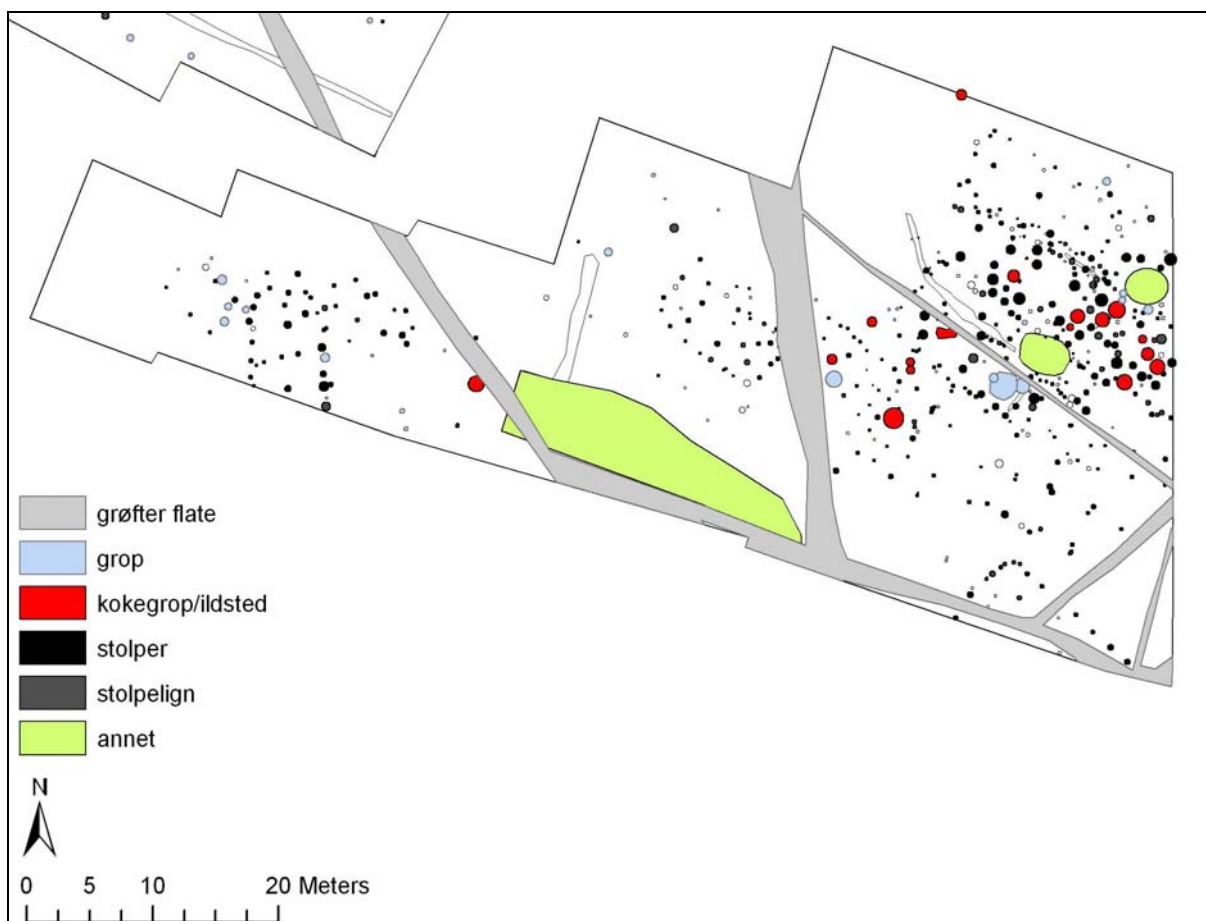 grøfter flate
grop
kokegrop/ildsted
stolper
stolpelign
annet
N
0 5 10 20 Meters